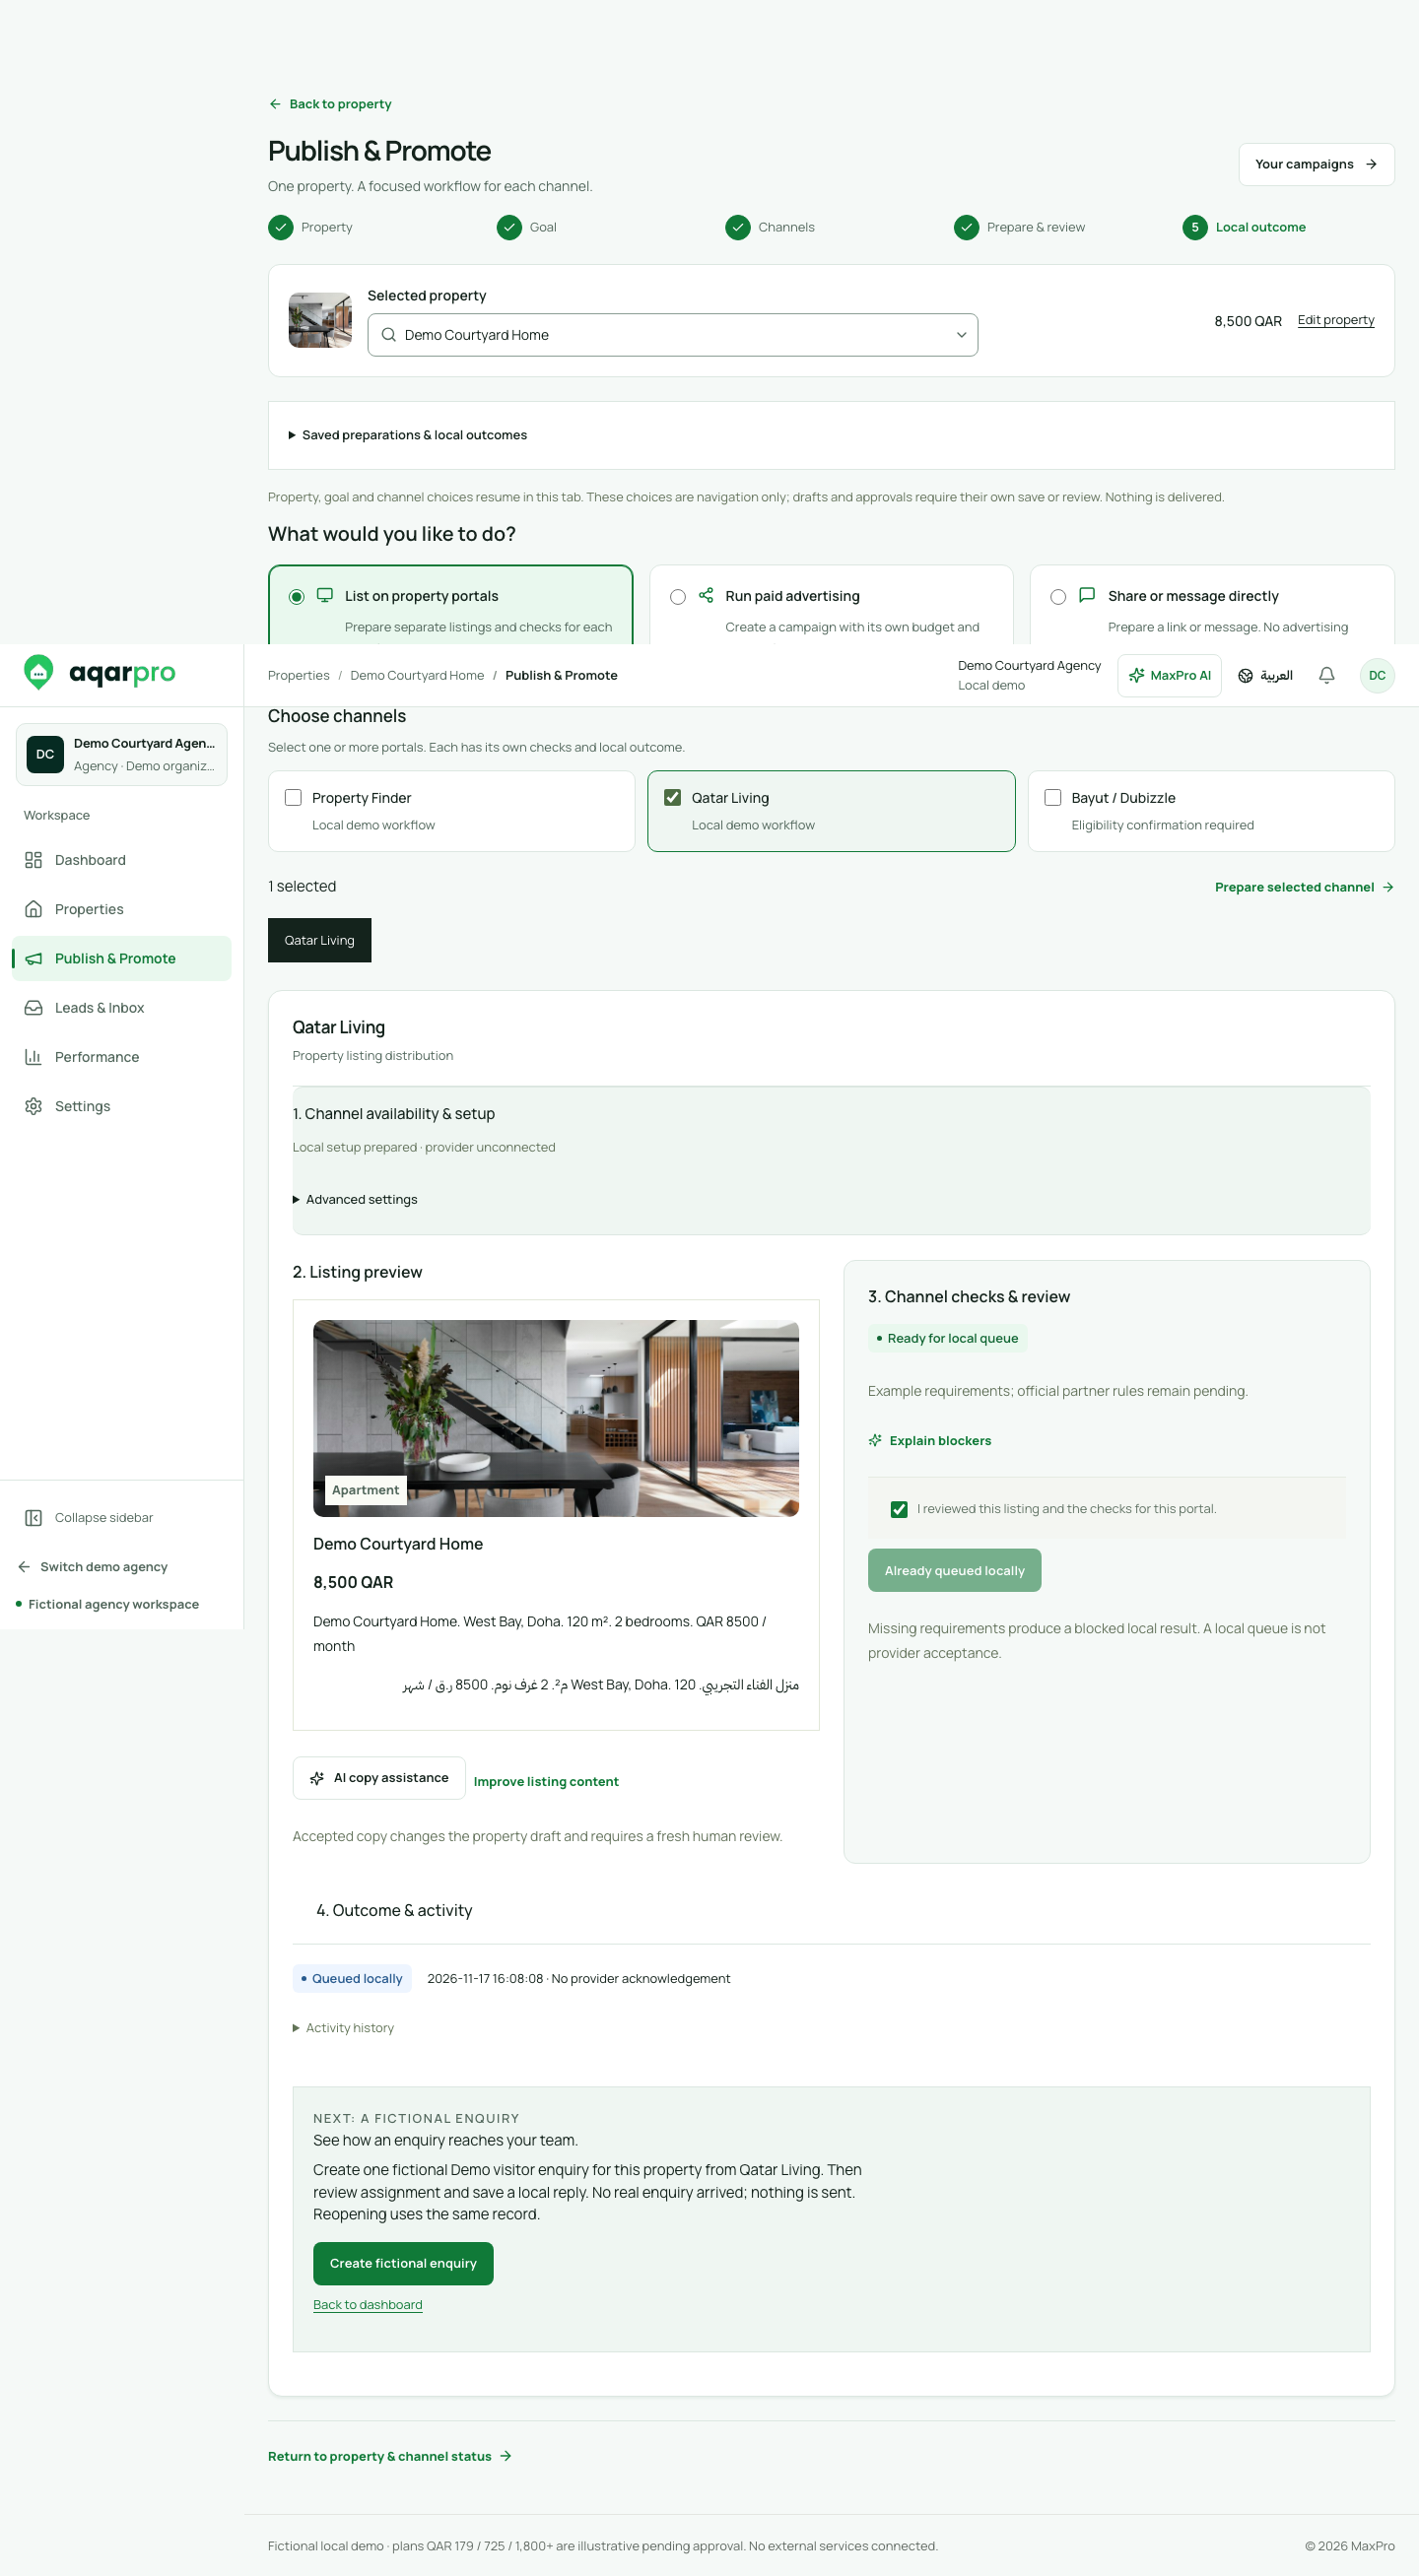 Back to property
Publish & Promote
One property. A focused workflow for each channel.
Your campaigns
Property
Goal
Channels
Prepare & review
5 Local outcome
Selected property
Demo Courtyard Home
8,500 QAR
Edit property
Saved preparations & local outcomes
Property, goal and channel choices resume in this tab. These choices are navigation only; drafts and approvals require their own save or review. Nothing is delivered.
What would you like to do?
List on property portals
Prepare separate listings and checks for each
Run paid advertising
Create a campaign with its own budget and
Share or message directly
Prepare a link or message. No advertising
aqarpro
Properties / Demo Courtyard Home / Publish & Promote
Demo Courtyard Agency
Local demo
MaxPro AI
العربية
DC
DC
Demo Courtyard Agen...
Agency · Demo organiz...
Workspace
Dashboard
Properties
Publish & Promote
Leads & Inbox
Performance
Settings
Collapse sidebar
Switch demo agency
Fictional agency workspace
Choose channels
Select one or more portals. Each has its own checks and local outcome.
Property Finder
Local demo workflow
Qatar Living
Local demo workflow
Bayut / Dubizzle
Eligibility confirmation required
1 selected
Prepare selected channel
Qatar Living
Qatar Living
Property listing distribution
1. Channel availability & setup
Local setup prepared · provider unconnected
Advanced settings
2. Listing preview
Apartment
Demo Courtyard Home
8,500 QAR
Demo Courtyard Home. West Bay, Doha. 120 m². 2 bedrooms. QAR 8500 /
month
منزل الفناء التجريبي. West Bay, Doha. 120 م². 2 غرف نوم. 8500 ر.ق / شهر
AI copy assistance
Improve listing content
Accepted copy changes the property draft and requires a fresh human review.
3. Channel checks & review
Ready for local queue
Example requirements; official partner rules remain pending.
Explain blockers
I reviewed this listing and the checks for this portal.
Already queued locally
Missing requirements produce a blocked local result. A local queue is not
provider acceptance.
4. Outcome & activity
Queued locally
2026-11-17 16:08:08 · No provider acknowledgement
Activity history
NEXT: A FICTIONAL ENQUIRY
See how an enquiry reaches your team.
Create one fictional Demo visitor enquiry for this property from Qatar Living. Then
review assignment and save a local reply. No real enquiry arrived; nothing is sent.
Reopening uses the same record.
Create fictional enquiry
Back to dashboard
Return to property & channel status
Fictional local demo · plans QAR 179 / 725 / 1,800+ are illustrative pending approval. No external services connected.
© 2026 MaxPro